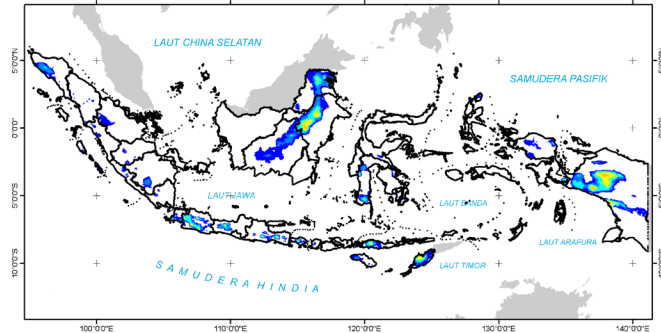 LAUT CHINA SELATAN
SAMUDERA PASIFIK
LAUT JAWA
LAUT BANDA
LAUT ARAFURA
LAUT TIMOR
SAMUDERA HINDIA
5°0'0"N
0°0'0"
5°0'0"S
10°0'0"S
100°0'0"E
110°0'0"E
120°0'0"E
130°0'0"E
140°0'0"E